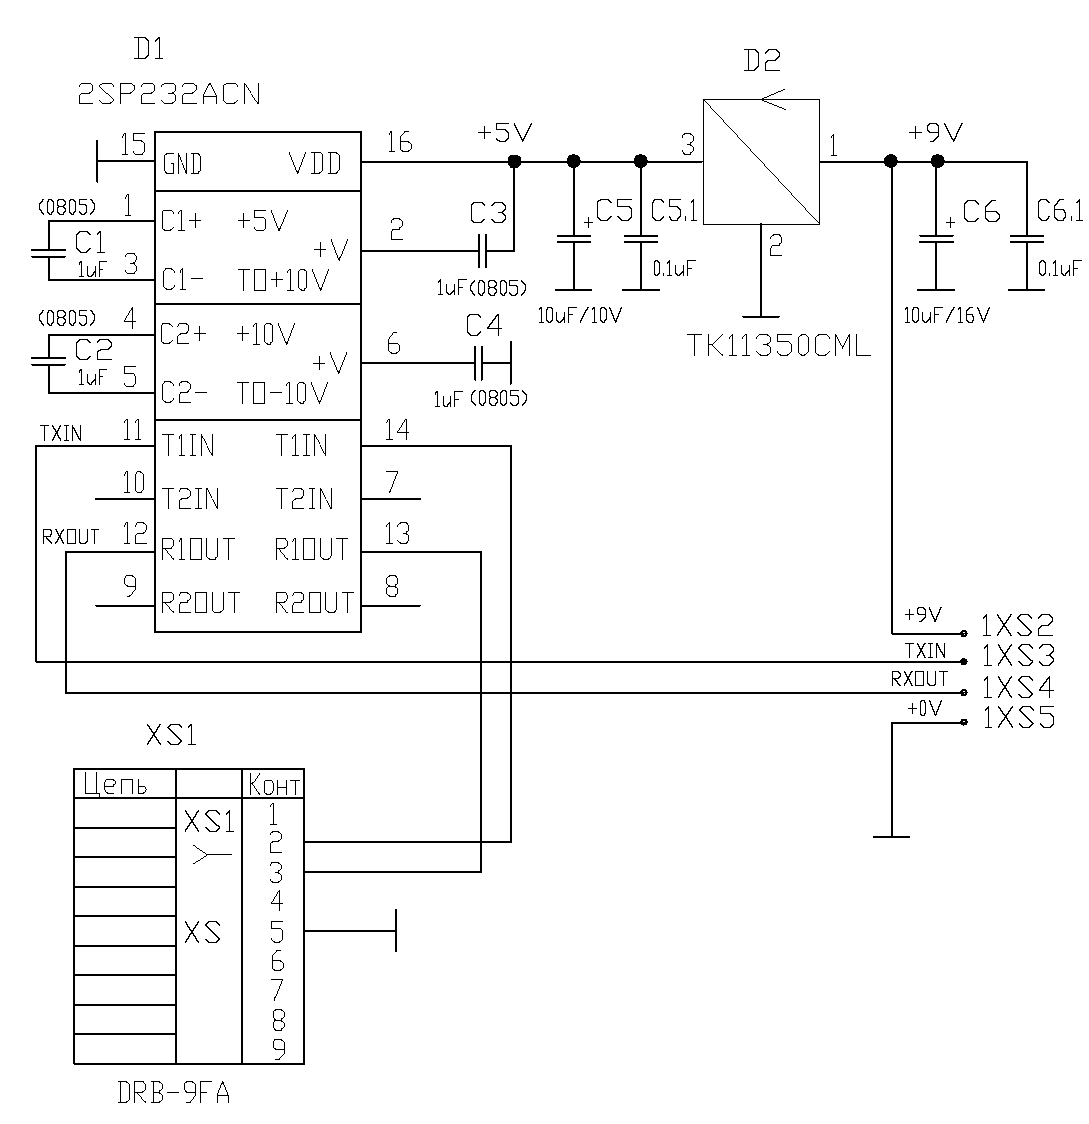 D1
2SP232ACN
D2
15 GND VDD 16 +5V 3 1 +9V
(0805) 1 C1+ +5V 2 C3 C5 C5.1 C6 C6.1
C1 +V 2
1uF 3 C1- TO+10V 1uF(0805) 0.1uF 0.1uF
(0805) 4 C2+ +10V 6 C4 10uF/10V 10uF/16V
C2 +V TK11350CML
1uF 5 C2- TO-10V 1uF (0805)
TXIN 11 T1IN T1IN 14
10 T2IN T2IN 7
RXOUT 12 R1OUT R1OUT 13
9 R2OUT R2OUT 8
+9V 1XS2
TXIN 1XS3
RXOUT 1XS4
+0V 1XS5
XS1
Цепь Конт
XS1 1
2
3
4
XS 5
6
7
8
9
DRB-9FA